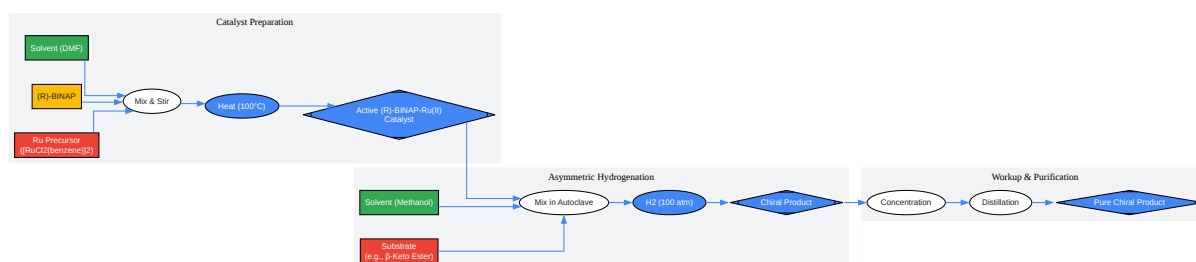 Catalyst Preparation
Solvent (DMF)
(R)-BINAP
Mix & Stir
Heat (100°C)
Active (R)-BINAP-Ru(II)
Catalyst
Ru Precursor
([RuCl2(benzene)]2)
Asymmetric Hydrogenation
Solvent (Methanol)
Mix in Autoclave
H2 (100 atm)
Chiral Product
Substrate
(e.g., β-Keto Ester)
Workup & Purification
Concentration
Distillation
Pure Chiral Product